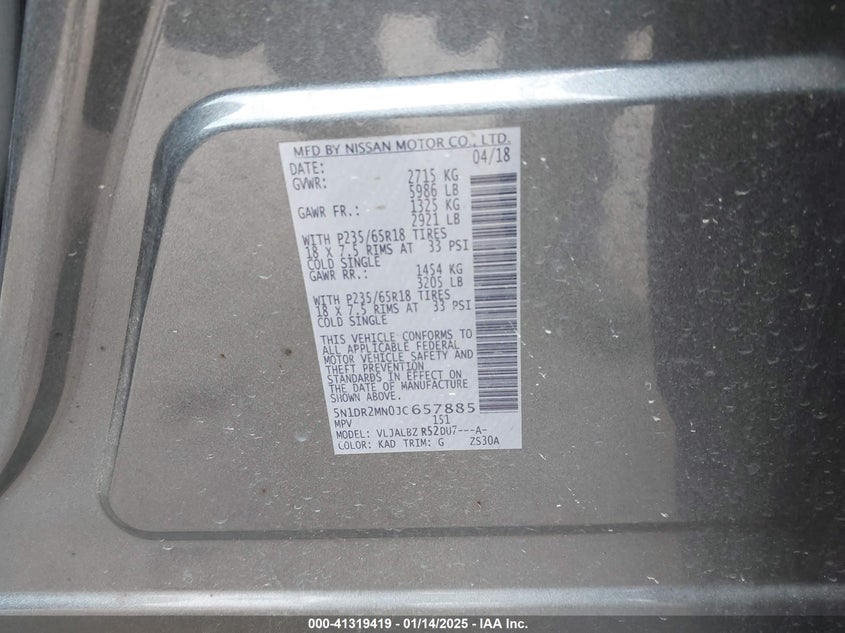 MFD BY NISSAN MOTOR CO., LTD.
DATE: 04/18
GVWR: 2715 KG
5986 LB
GAWR FR.: 1325 KG
2921 LB
WITH P235/65R18 TIRES
18 X 7.5 RIMS AT 33 PSI
COLD SINGLE
GAWR RR.: 1454 KG
3205 LB
WITH P235/65R18 TIRES
18 X 7.5 RIMS AT 33 PSI
COLD SINGLE
THIS VEHICLE CONFORMS TO
ALL APPLICABLE FEDERAL
MOTOR VEHICLE SAFETY AND
THEFT PREVENTION
STANDARDS IN EFFECT ON
THE DATE OF MANUFACTURE
SHOWN ABOVE.
5N1DR2MN0JC657885
MPV 151
MODEL: VLJALBZ R52DU7---A-
COLOR: KAD TRIM: G ZS30A
000-41319419 - 01/14/2025 - IAA Inc.